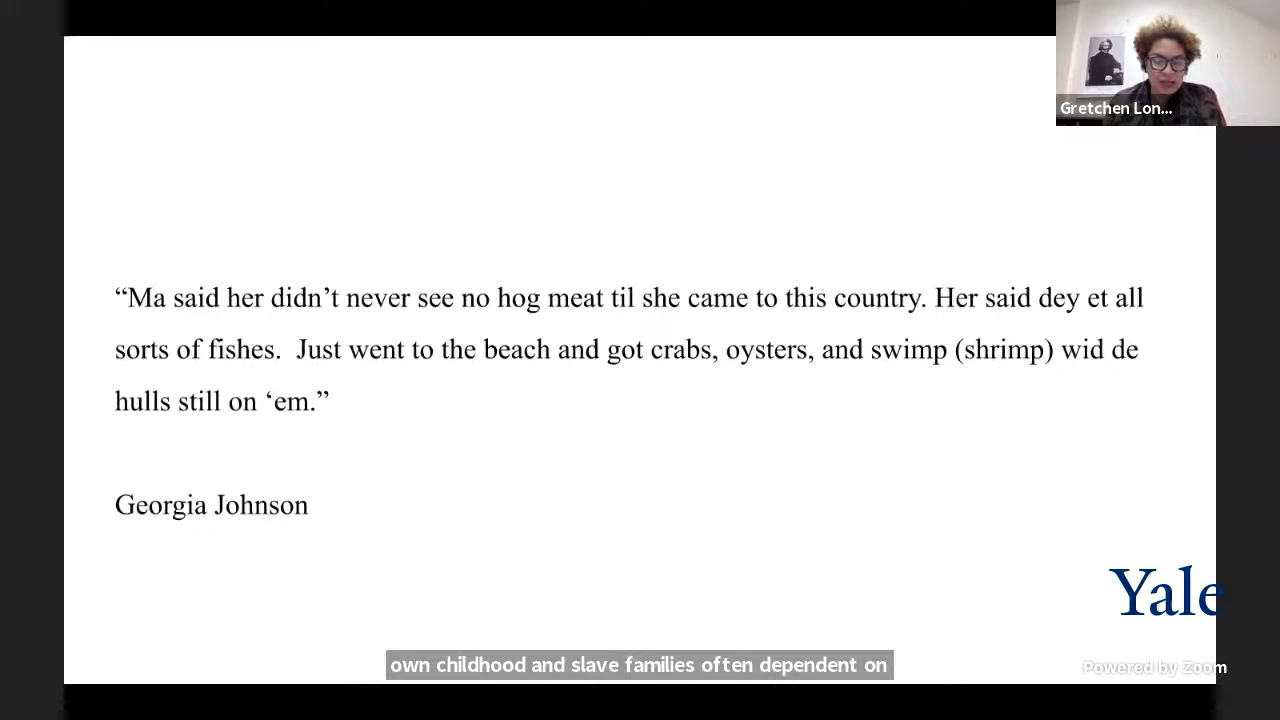 Gretchen Lon...
“Ma said her didn’t never see no hog meat til she came to this country. Her said dey et all
sorts of fishes.  Just went to the beach and got crabs, oysters, and swimp (shrimp) wid de
hulls still on ‘em.”
Georgia Johnson
Yale
own childhood and slave families often dependent on
Powered by Zoom